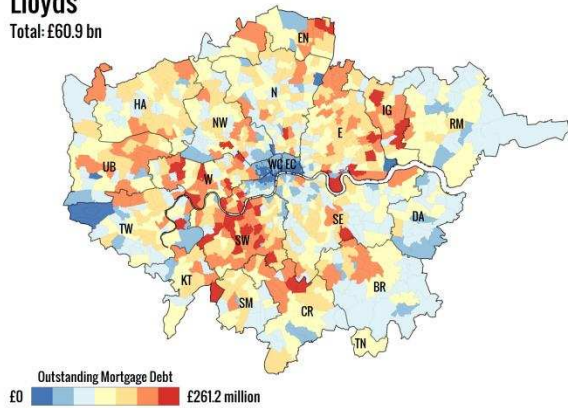 Lloyds
Total: £60.9 bn
EN
HA
N
NW
IG
RM
E
UB
WC EC
W
TW
SE
DA
SW
KT
SM
CR
BR
TN
Outstanding Mortgage Debt
£0 £261.2 million